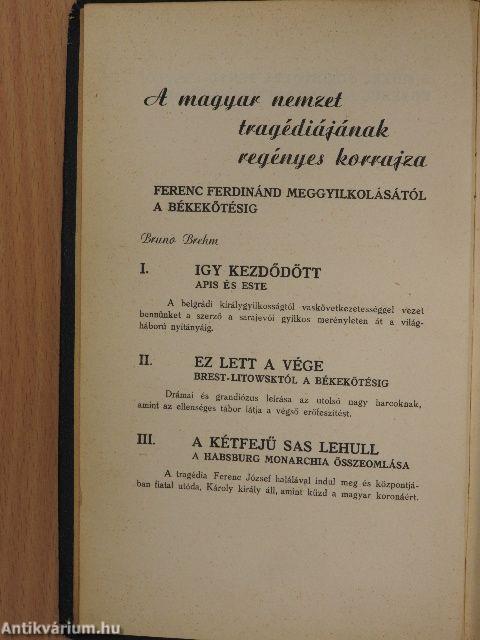 A magyar nemzet
tragédiájának
regényes korrajza
FERENC FERDINÁND MEGGYILKOLÁSÁTÓL
A BÉKEKÖTÉSIG
Bruno Brehm
I. IGY KEZDŐDÖTT
APIS ÉS ESTE
A belgrádi királygyilkosságtól vaskövetkezetességgel vezet
bennünket a szerző a sarajevói gyilkos merényleten át a világ-
háború nyitányáig.
II. EZ LETT A VÉGE
BREST-LITOWSKTÓL A BÉKEKÖTÉSIG
Drámai és grandiózus leírása az utolsó nagy harcoknak,
amint az ellenséges tábor látja a végső erőfeszítést.
III. A KÉTFEJŰ SAS LEHULL
A HABSBURG MONARCHIA ÖSSZEOMLÁSA
A tragédia Ferenc József halálával indul meg és központjá-
ban fiatal utóda, Károly király áll, amint küzd a magyar koronáért.
Antikvárium.hu